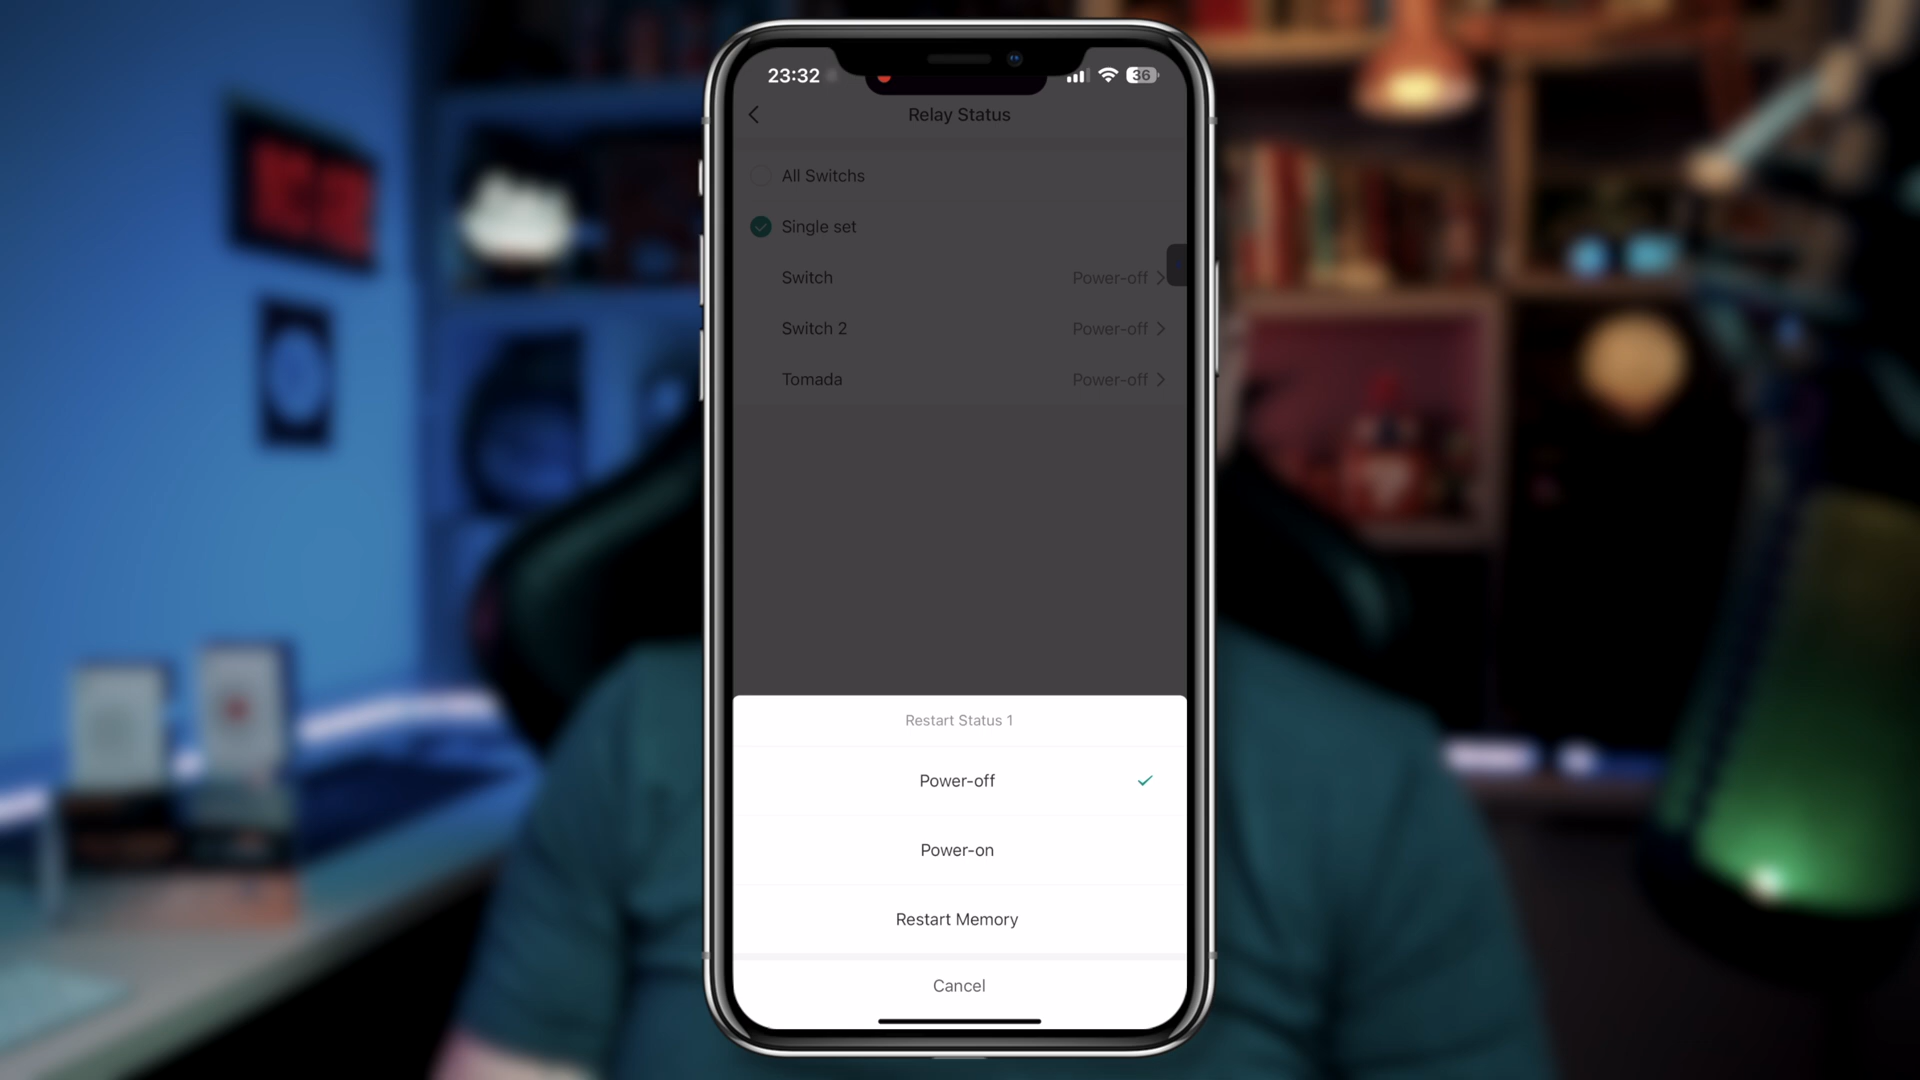 23:32
36
Relay Status
All Switchs
Single set
Switch
Power-off
Switch 2
Power-off
Tomada
Power-off
Restart Status 1
Power-off
Power-on
Restart Memory
Cancel